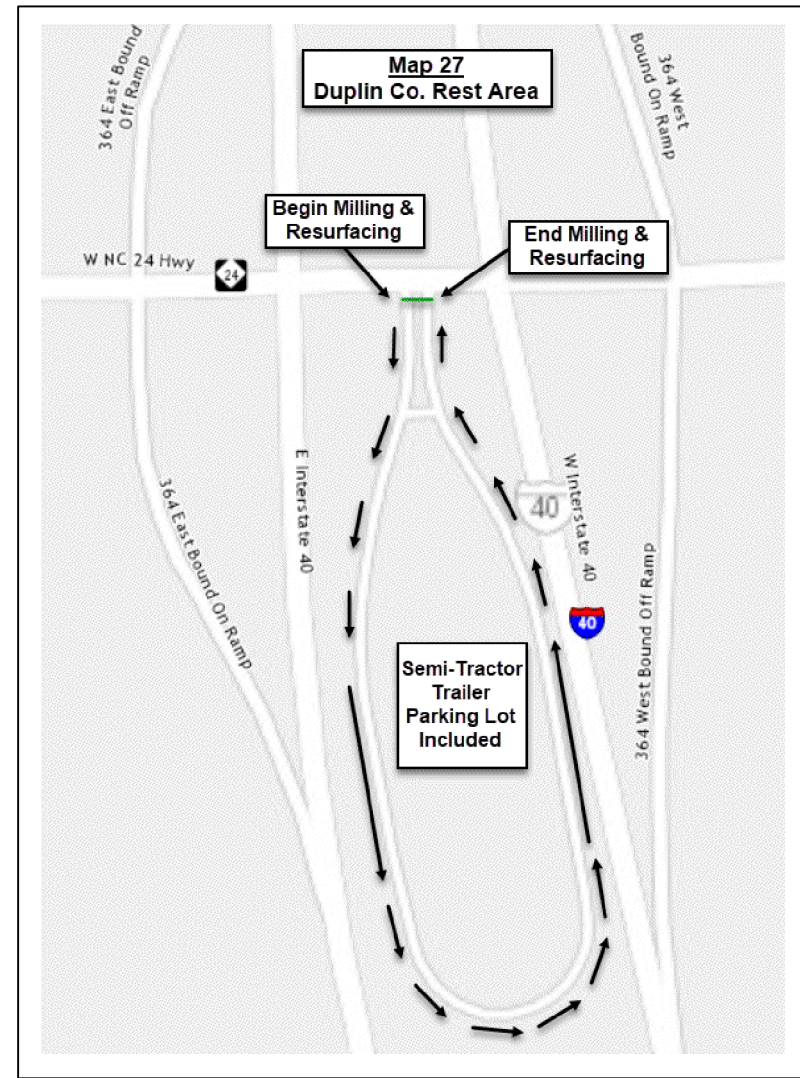 Map 27
Duplin Co. Rest Area
364 East Bound
Off Ramp
364 West
Bound On Ramp
Begin Milling &
Resurfacing
End Milling &
Resurfacing
W NC 24 Hwy
24
E Interstate 40
W Interstate 40
40
364 East Bound On Ramp
40
364 West Bound Off Ramp
Semi-Tractor
Trailer
Parking Lot
Included